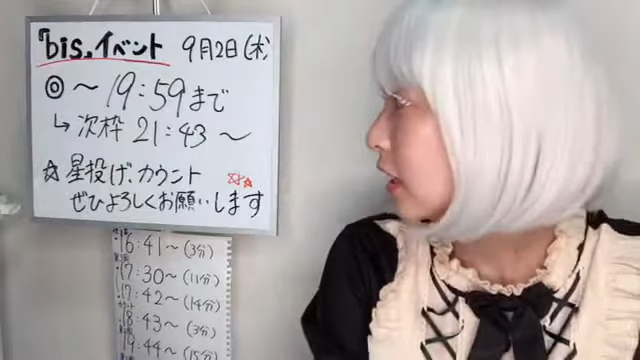 『bis』イベント 9月2日(木)
◎~19:59まで
↳次枠 21:43~
☆星投げ、カウント
ぜひよろしくお願いします
16:41~(3分)
17:30~(11分)
17:42~(14分)
18:43~(3分)
19:44~(15分)